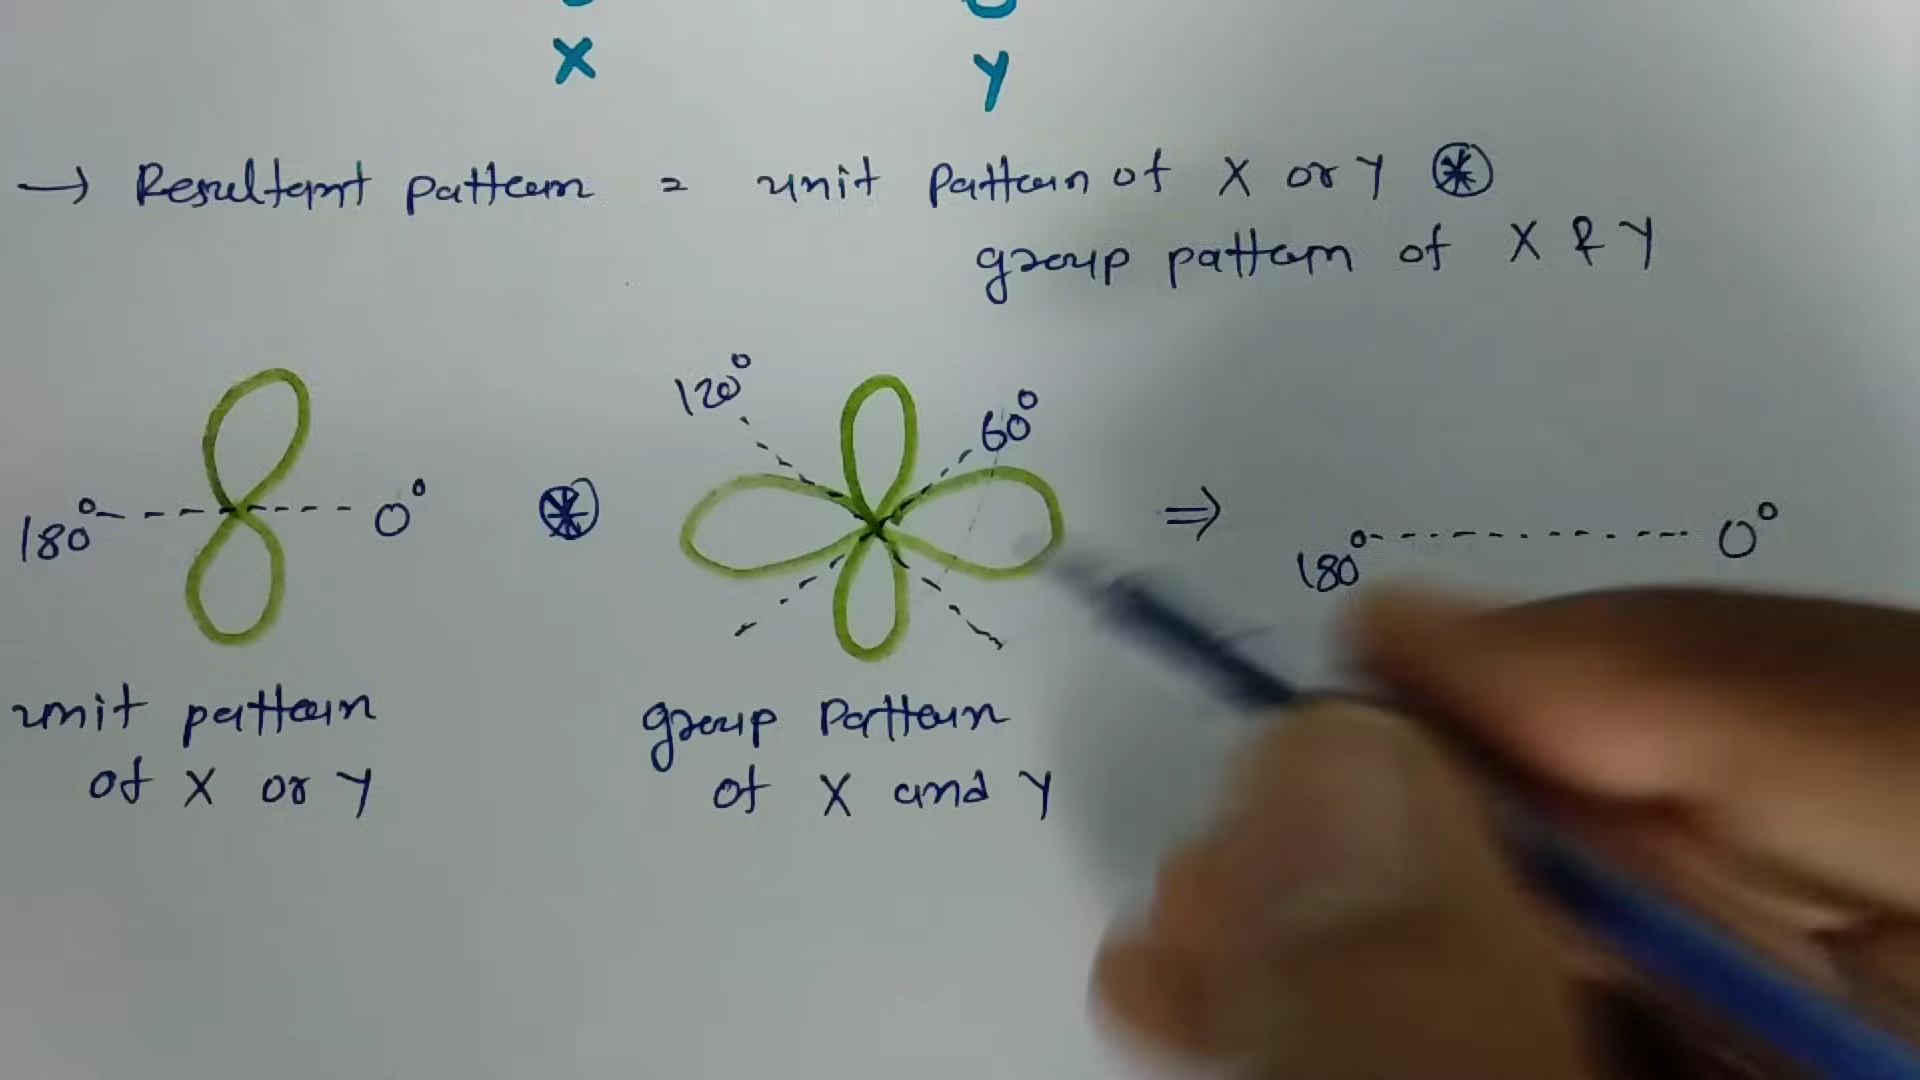 X Y
→ Resultant pattern = unit pattern of X or Y ⊛
group pattern of X & Y
120° 60°
180° 0° ⊛ ⇒ 180° 0°
unit pattern group pattern
of X or Y of X and Y